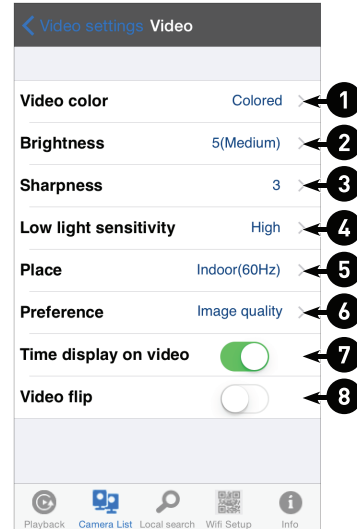 Video settings Video
Video color Colored 1
Brightness 5(Medium) 2
Sharpness 3 3
Low light sensitivity High 4
Place Indoor(60Hz) 5
Preference Image quality 6
Time display on video 7
Video flip 8
Playback Camera List Local search Wifi Setup Info